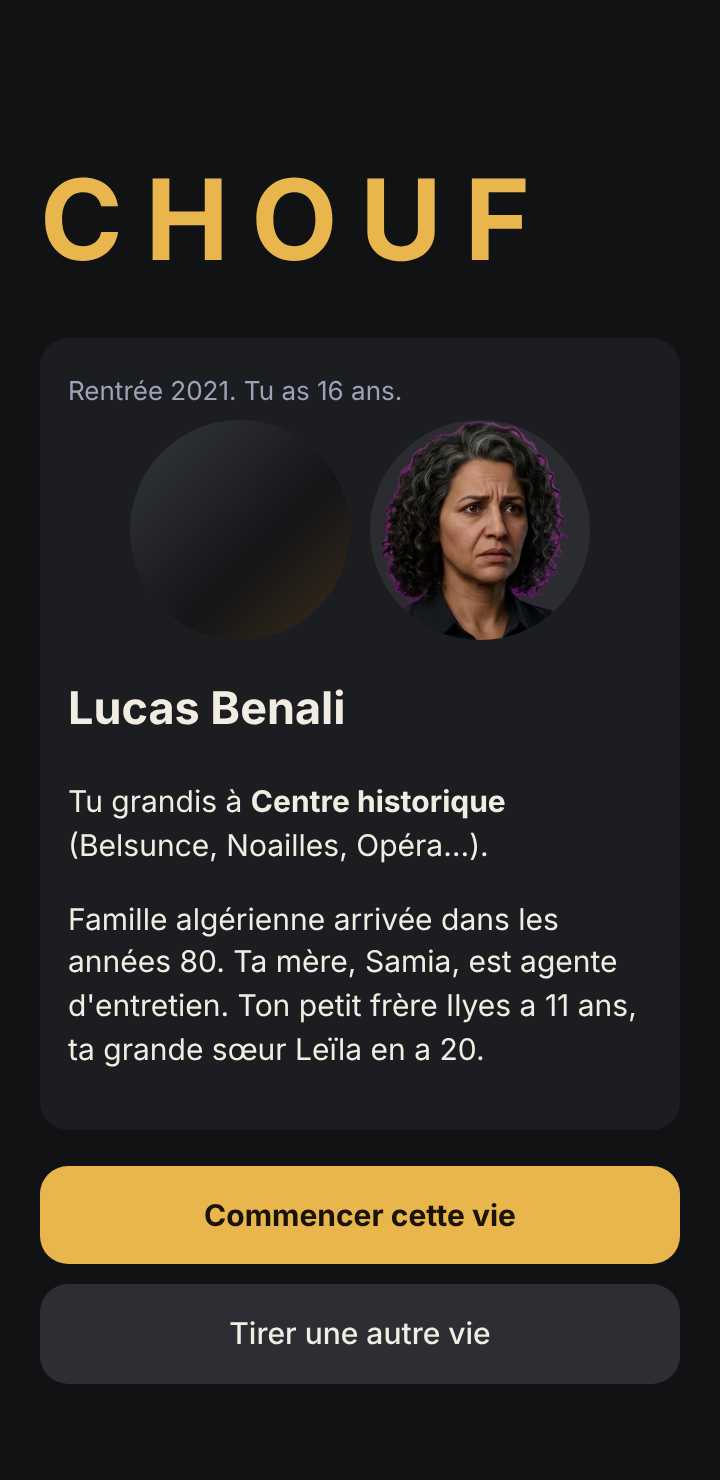 CHOUF
Rentrée 2021. Tu as 16 ans.
Lucas Benali
Tu grandis à Centre historique
(Belsunce, Noailles, Opéra...).
Famille algérienne arrivée dans les
années 80. Ta mère, Samia, est agente
d'entretien. Ton petit frère Ilyes a 11 ans,
ta grande sœur Leïla en a 20.
Commencer cette vie
Tirer une autre vie